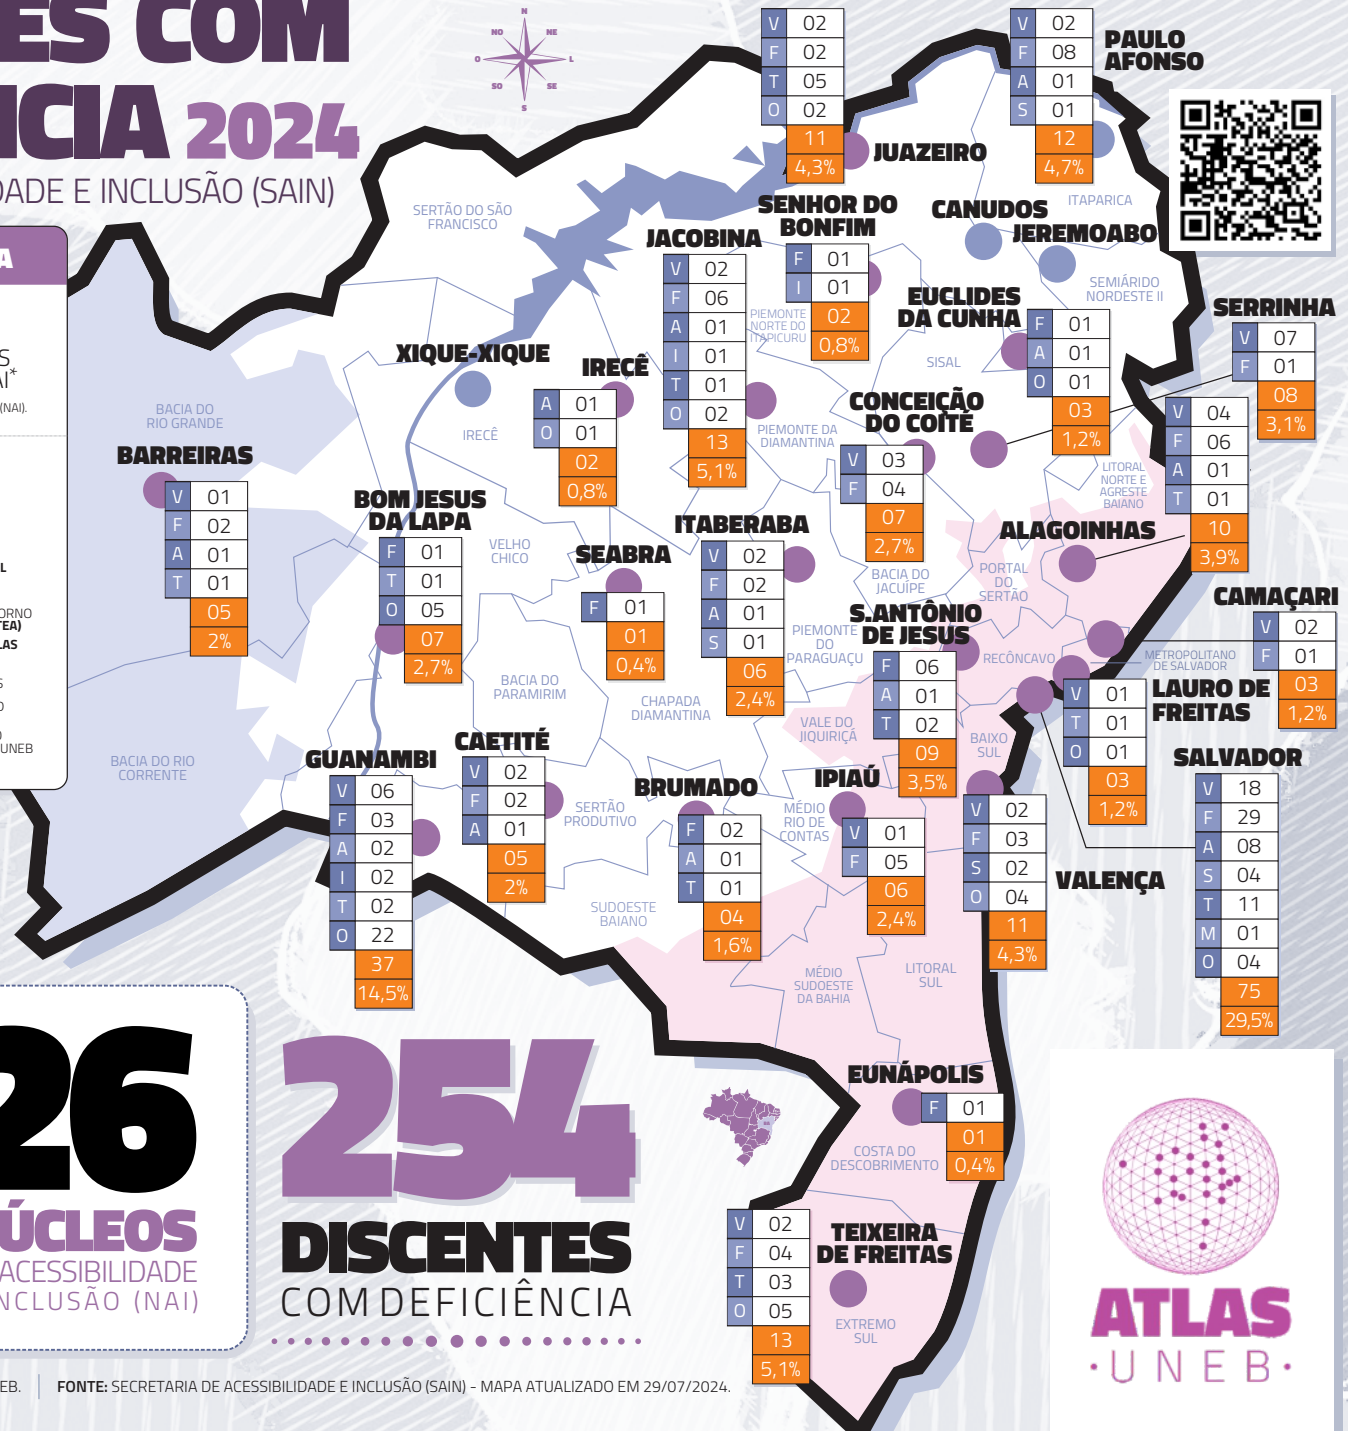 ES COM
NCIA 2024
DADE E INCLUSÃO (SAIN)
N
NO
NE
O
L
SO
SE
S
A
S
AI*
(NAI).
L
ORNO
TEA)
LAS
S
O
O
UNEB
V 02
F 02
T 05
O 02
11
4,3%
JUAZEIRO
V 02
F 08
A 01
S 01
12
4,7%
PAULO
AFONSO
ITAPARICA
SERTÃO DO SÃO
FRANCISCO
SENHOR DO
BONFIM
F 01
I 01
02
0,8%
CANUDOS
JEREMOABO
SEMIÁRIDO
NORDESTE II
JACOBINA
V 02
F 06
A 01
I 01
T 01
O 02
13
5,1%
PIEMONTE
NORTE DO
ITAPICURU
EUCLIDES
DA CUNHA
F 01
A 01
O 01
03
1,2%
SISAL
SERRINHA
V 07
F 01
08
3,1%
XIQUE-XIQUE
IRECÊ
A 01
O 01
02
0,8%
IRECÊ
BACIA DO
RIO GRANDE
BARREIRAS
V 01
F 02
A 01
T 01
05
2%
PIEMONTE DA
DIAMANTINA
CONCEIÇÃO
DO COITÉ
V 03
F 04
07
2,7%
V 04
F 06
A 01
T 01
10
3,9%
LITORAL
NORTE E
AGRESTE
BAIANO
ALAGOINHAS
BOM JESUS
DA LAPA
F 01
T 01
O 05
07
2,7%
VELHO
CHICO
SEABRA
F 01
01
0,4%
ITABERABA
V 02
F 02
A 01
S 01
06
2,4%
BACIA DO
JACUÍPE
PORTAL
DO
SERTÃO
S.ANTÔNIO
DE JESUS
F 06
A 01
T 02
09
3,5%
PIEMONTE
DO
PARAGUAÇU
RECÔNCAVO
METROPOLITANO
DE SALVADOR
CAMAÇARI
V 02
F 01
03
1,2%
LAURO DE
FREITAS
V 01
T 01
O 01
03
1,2%
BACIA DO
PARAMIRIM
CHAPADA
DIAMANTINA
VALE DO
JIQUIRIÇÁ
BAIXO
SUL
BACIA DO RIO
CORRENTE
GUANAMBI
V 06
F 03
A 02
I 02
T 02
O 22
37
14,5%
CAETITÉ
V 02
F 02
A 01
05
2%
SERTÃO
PRODUTIVO
BRUMADO
F 02
A 01
T 01
04
1,6%
MÉDIO
RIO DE
CONTAS
IPIAÚ
V 01
F 05
06
2,4%
V 02
F 03
S 02
O 04
11
4,3%
VALENÇA
SALVADOR
V 18
F 29
A 08
S 04
T 11
M 01
O 04
75
29,5%
SUDOESTE
BAIANO
MÉDIO
SUDOESTE
DA BAHIA
LITORAL
SUL
EUNÁPOLIS
F 01
01
0,4%
COSTA DO
DESCOBRIMENTO
V 02
F 04
T 03
O 05
13
5,1%
TEIXEIRA
DE FREITAS
EXTREMO
SUL
26
ÚCLEOS
ACESSIBILIDADE
NCLUSÃO (NAI)
254
DISCENTES
COM DEFICIÊNCIA
ATLAS
•UNEB•
EB. | FONTE: SECRETARIA DE ACESSIBILIDADE E INCLUSÃO (SAIN) - MAPA ATUALIZADO EM 29/07/2024.